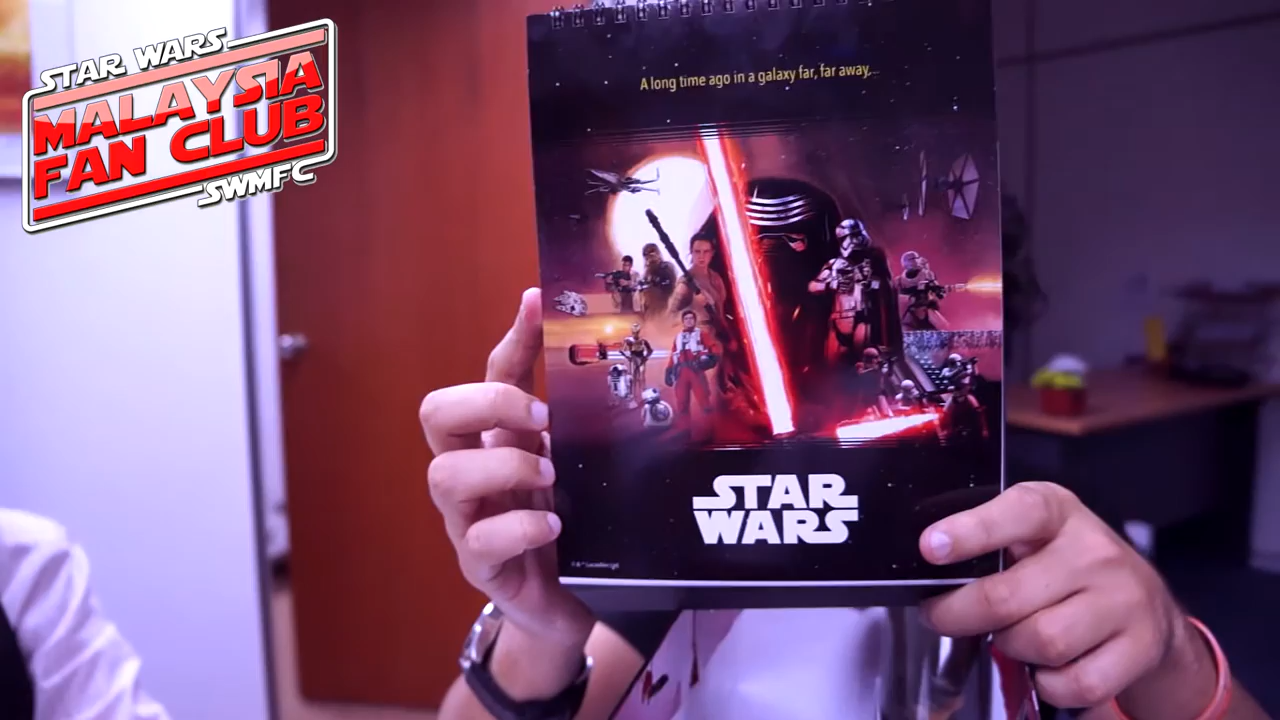 STAR WARS
MALAYSIA
FAN CLUB
SWMFC
A long time ago in a galaxy far, far away...
STAR
WARS